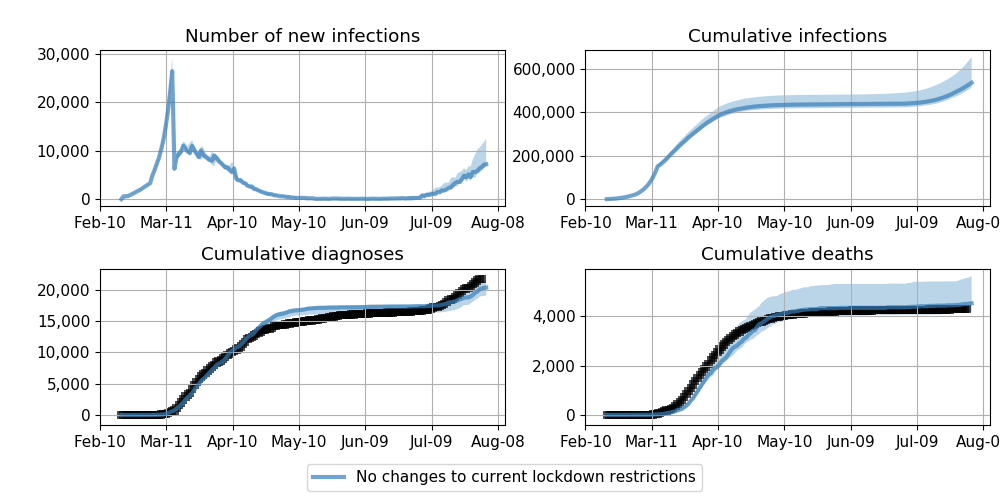 Number of new infections
30,000
20,000
10,000
0
Feb-10 Mar-11 Apr-10 May-10 Jun-09 Jul-09 Aug-08
Cumulative infections
600,000
400,000
200,000
0
Feb-10 Mar-11 Apr-10 May-10 Jun-09 Jul-09 Aug-0
Cumulative diagnoses
20,000
15,000
10,000
5,000
0
Feb-10 Mar-11 Apr-10 May-10 Jun-09 Jul-09 Aug-08
Cumulative deaths
4,000
2,000
0
Feb-10 Mar-11 Apr-10 May-10 Jun-09 Jul-09 Aug-0
No changes to current lockdown restrictions